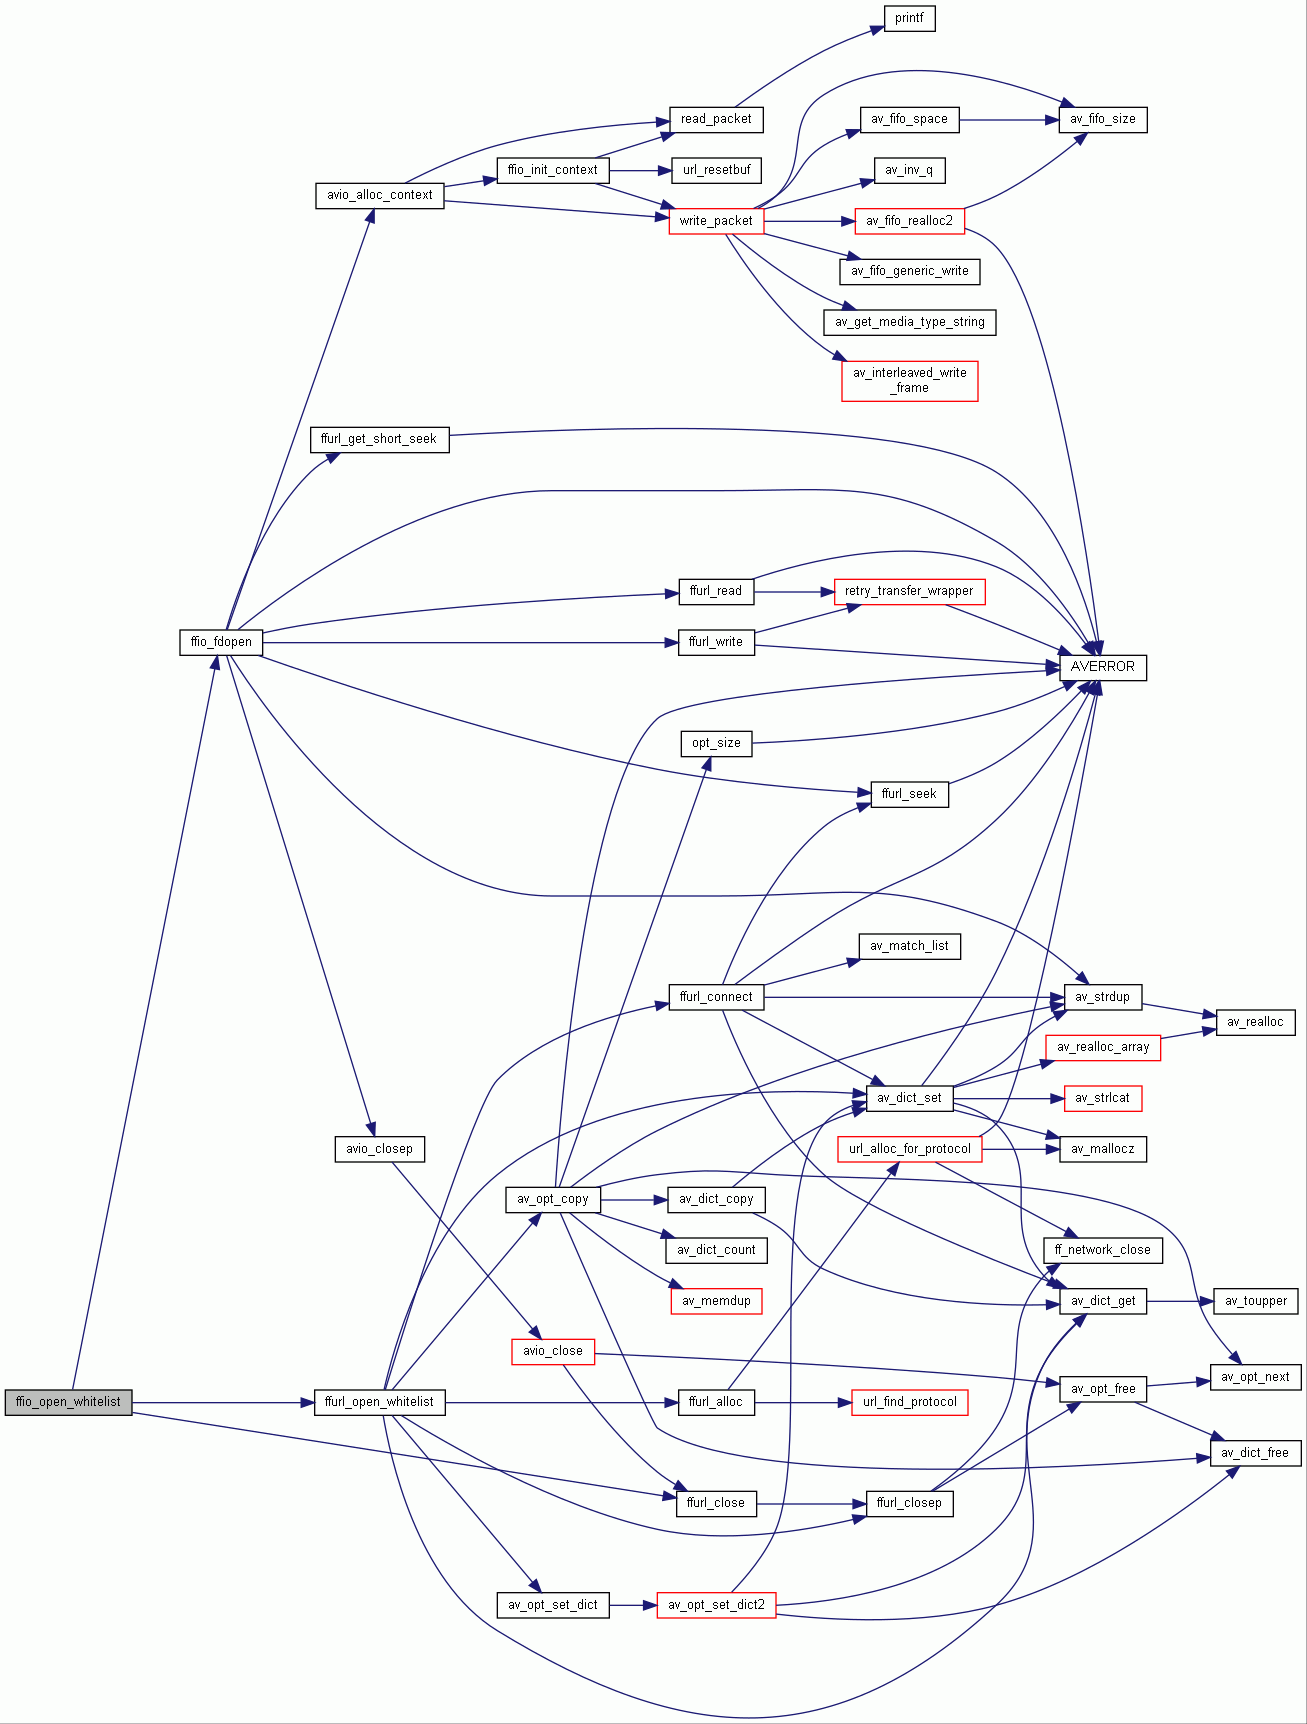 printf
read_packet
av_fifo_space
av_fifo_size
ffio_init_context
url_resetbuf
av_inv_q
avio_alloc_context
write_packet
av_fifo_realloc2
av_fifo_generic_write
av_get_media_type_string
av_interleaved_write
_frame
ffurl_get_short_seek
ffurl_read
retry_transfer_wrapper
ffio_fdopen
ffurl_write
AVERROR
opt_size
ffurl_seek
av_match_list
ffurl_connect
av_strdup
av_realloc
av_realloc_array
av_dict_set
av_strlcat
avio_closep
url_alloc_for_protocol
av_mallocz
av_opt_copy
av_dict_copy
av_dict_count
ff_network_close
av_memdup
av_dict_get
av_toupper
avio_close
av_opt_free
av_opt_next
ffio_open_whitelist
ffurl_open_whitelist
ffurl_alloc
url_find_protocol
av_dict_free
ffurl_close
ffurl_closep
av_opt_set_dict
av_opt_set_dict2